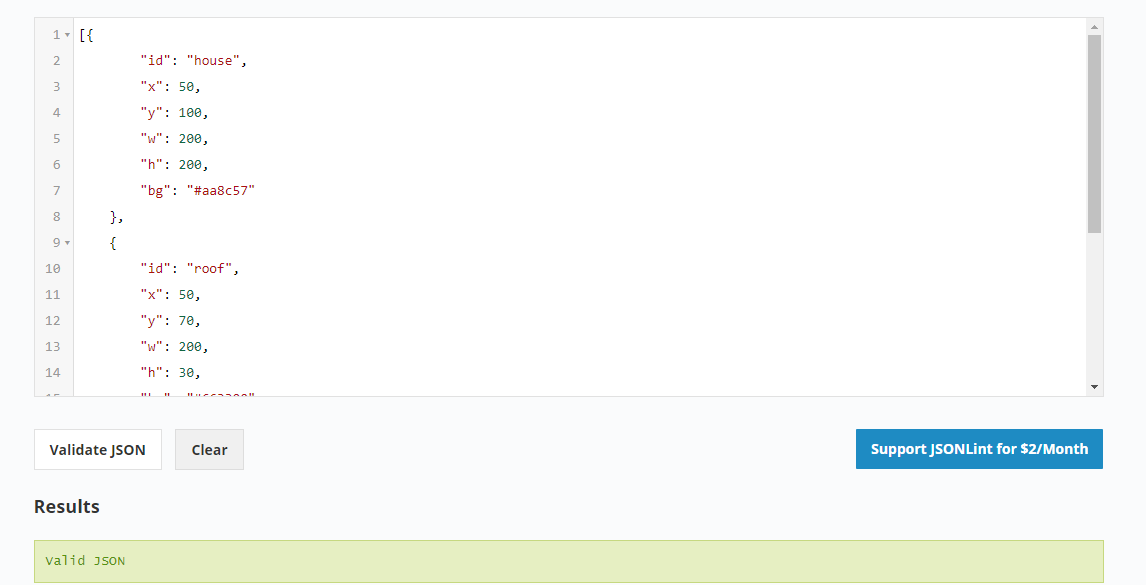 1 [{
2 "id": "house",
3 "x": 50,
4 "y": 100,
5 "w": 200,
6 "h": 200,
7 "bg": "#aa8c57"
8 },
9 {
10 "id": "roof",
11 "x": 50,
12 "y": 70,
13 "w": 200,
14 "h": 30,
Validate JSON Clear Support JSONLint for $2/Month
Results
Valid JSON